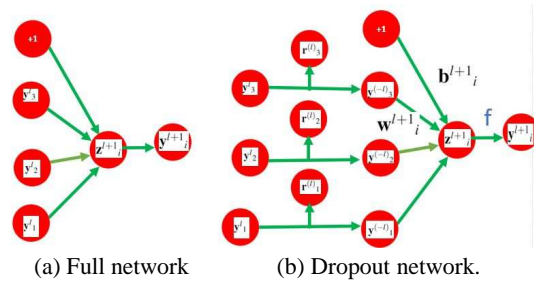 +1
y^l_3
y^l_2
y^l_1
z^{l+1}_i
y^{l+1}_i
(a) Full network
+1
r^{(l)}_3
b^{l+1}_i
y^l_3
y^{(-l)}_3
r^{(l)}_2
w^{l+1}_i
f
y^l_2
y^{(-l)}_2
z^{l+1}_i
y^{l+1}_i
r^{(l)}_1
y^l_1
(b) Dropout network.